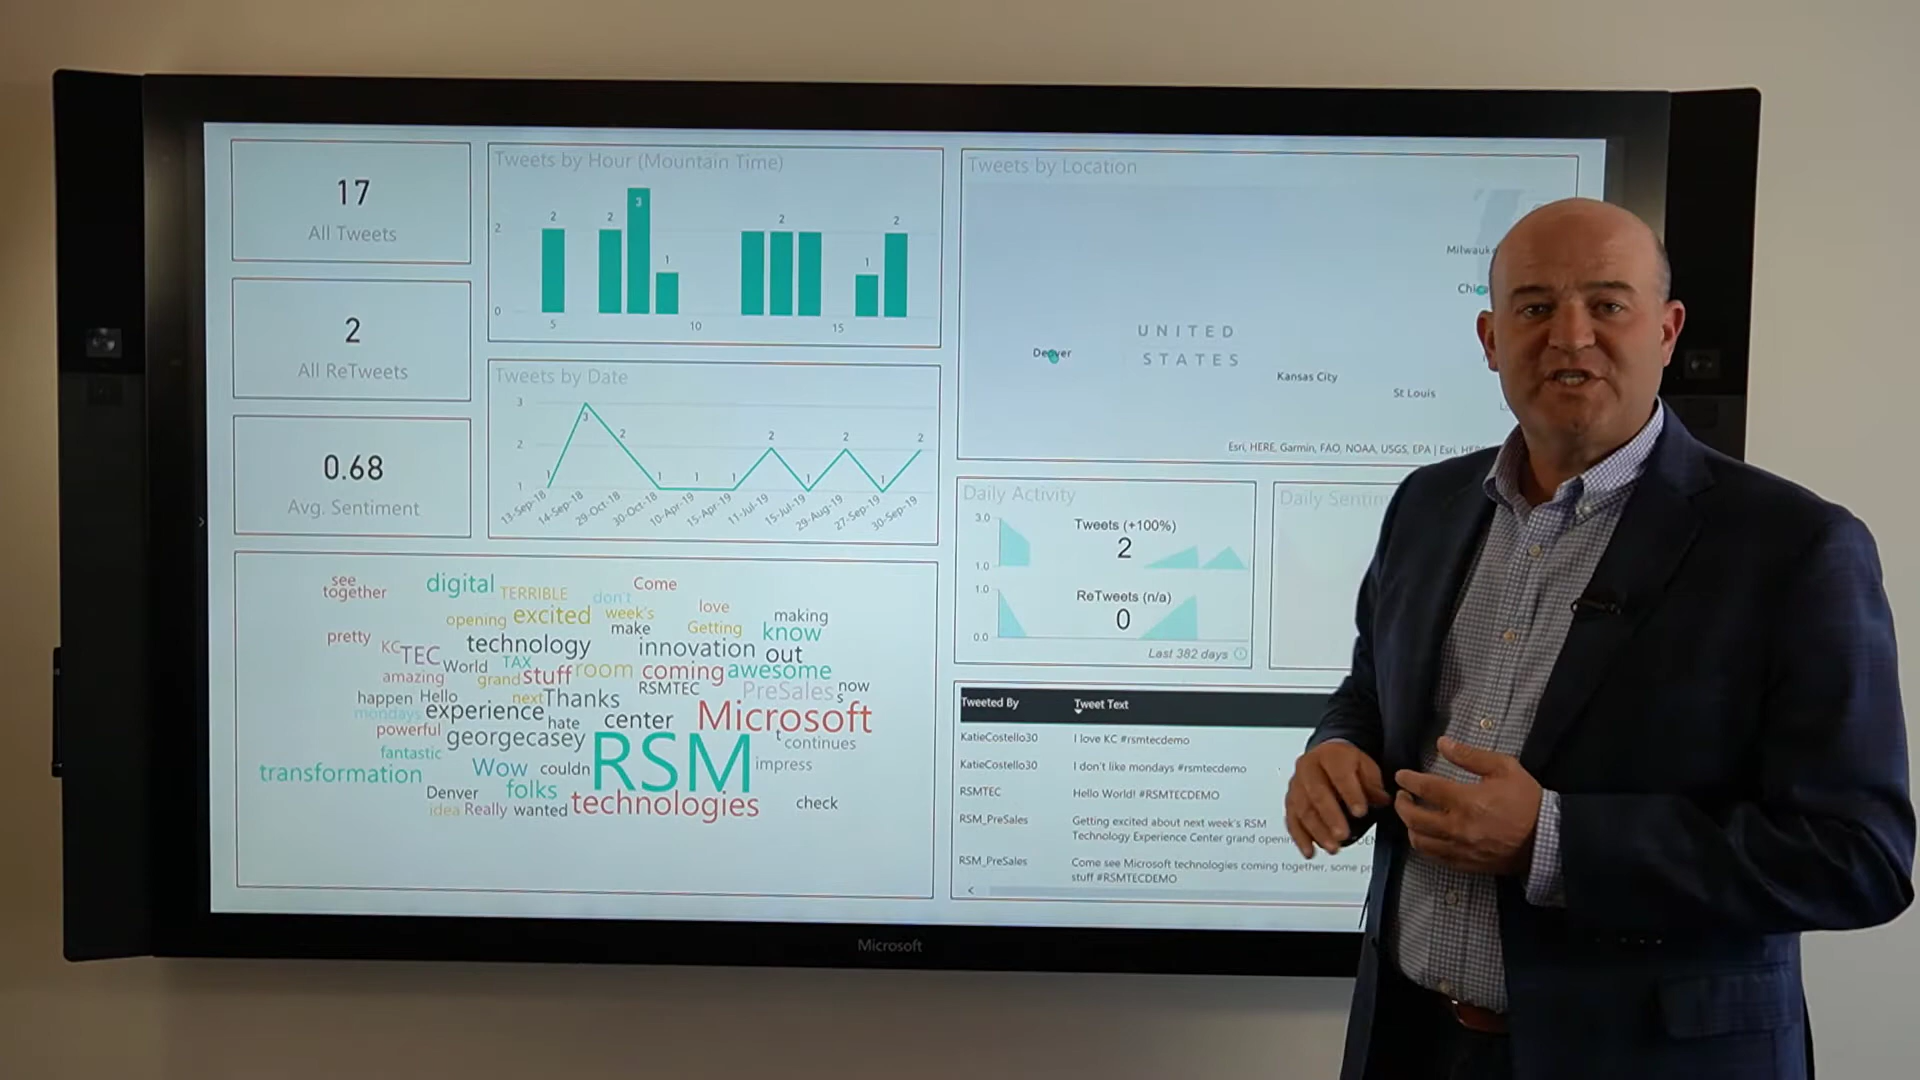 17
All Tweets
2
All ReTweets
0.68
Avg. Sentiment
Tweets by Hour (Mountain Time)
2
0
2
2
3
1
2
1
2
5
10
15
Tweets by Date
3
2
1
1
3
2
1
1
1
2
1
2
1
2
13-Sep-18
14-Sep-18
29-Oct-18
30-Oct-18
10-Apr-19
15-Apr-19
11-Jul-19
15-Jul-19
29-Aug-19
27-Sep-19
30-Sep-19
Tweets by Location
Denver
UNITED
STATES
Kansas City
St Louis
Esri, HERE, Garmin, FAO, NOAA, USGS, EPA | Esri,
Daily Activity
3.0
1.0
Tweets (+100%)
2
1.0
0.0
ReTweets (n/a)
0
Last 382 days
Daily
see
together
digital
TERRIBLE
don't
Come
opening
excited
week's
love
making
make
Getting
know
pretty
KC
TEC
technology
innovation
out
World
TAX
amazing
grand
stuff
room
coming
awesome
happen
Hello
next
Thanks
RSMTEC
PreSales
now
s
mondays
experience
hate
center
Microsoft
powerful
georgecasey
RSM
t
continues
fantastic
transformation
Wow
couldn
impress
Denver
folks
idea
Really
wanted
technologies
check
Tweeted By Tweet Text
KatieCostello30 I love KC #rsmtecdemo
KatieCostello30 I don't like mondays #rsmtecdemo
RSMTEC Hello World! #RSMTECDEMO
RSM_PreSales Getting excited about next week's RSM
Technology Experience Center grand
RSM_PreSales Come see Microsoft technologies coming together, some
stuff #RSMTECDEMO
Microsoft